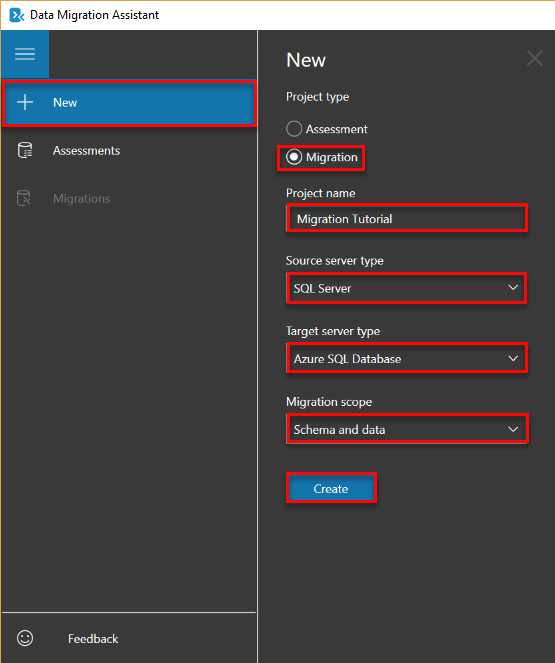 Data Migration Assistant
New
Assessments
Migrations
Feedback
New
Project type
Assessment
Migration
Project name
Migration Tutorial
Source server type
SQL Server
Target server type
Azure SQL Database
Migration scope
Schema and data
Create